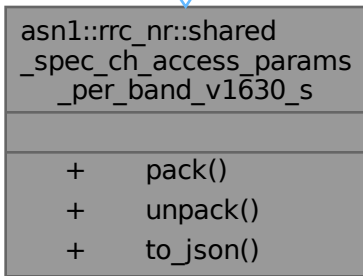 asn1::rrc_nr::shared
_spec_ch_access_params
_per_band_v1630_s
+ pack()
+ unpack()
+ to_json()